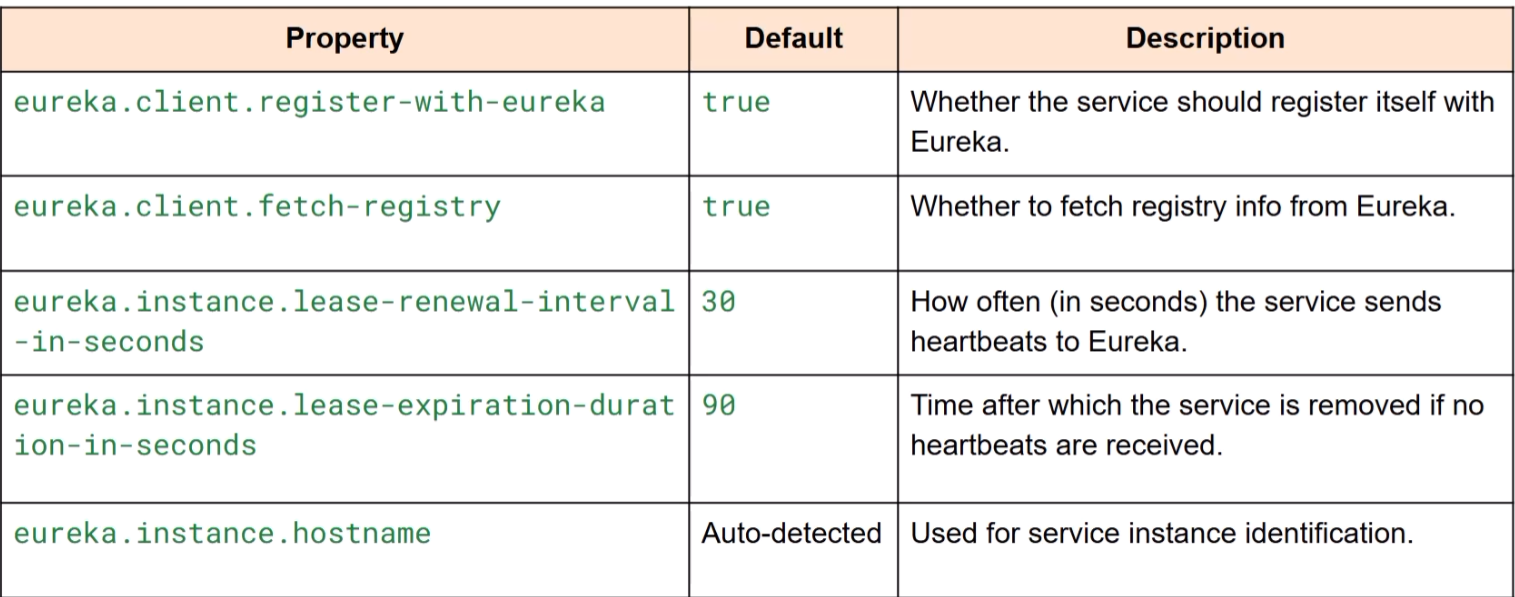 Property Default Description
eureka.client.register-with-eureka true Whether the service should register itself with
Eureka.
eureka.client.fetch-registry true Whether to fetch registry info from Eureka.
eureka.instance.lease-renewal-interval 30 How often (in seconds) the service sends
-in-seconds heartbeats to Eureka.
eureka.instance.lease-expiration-durat 90 Time after which the service is removed if no
ion-in-seconds heartbeats are received.
eureka.instance.hostname Auto-detected Used for service instance identification.